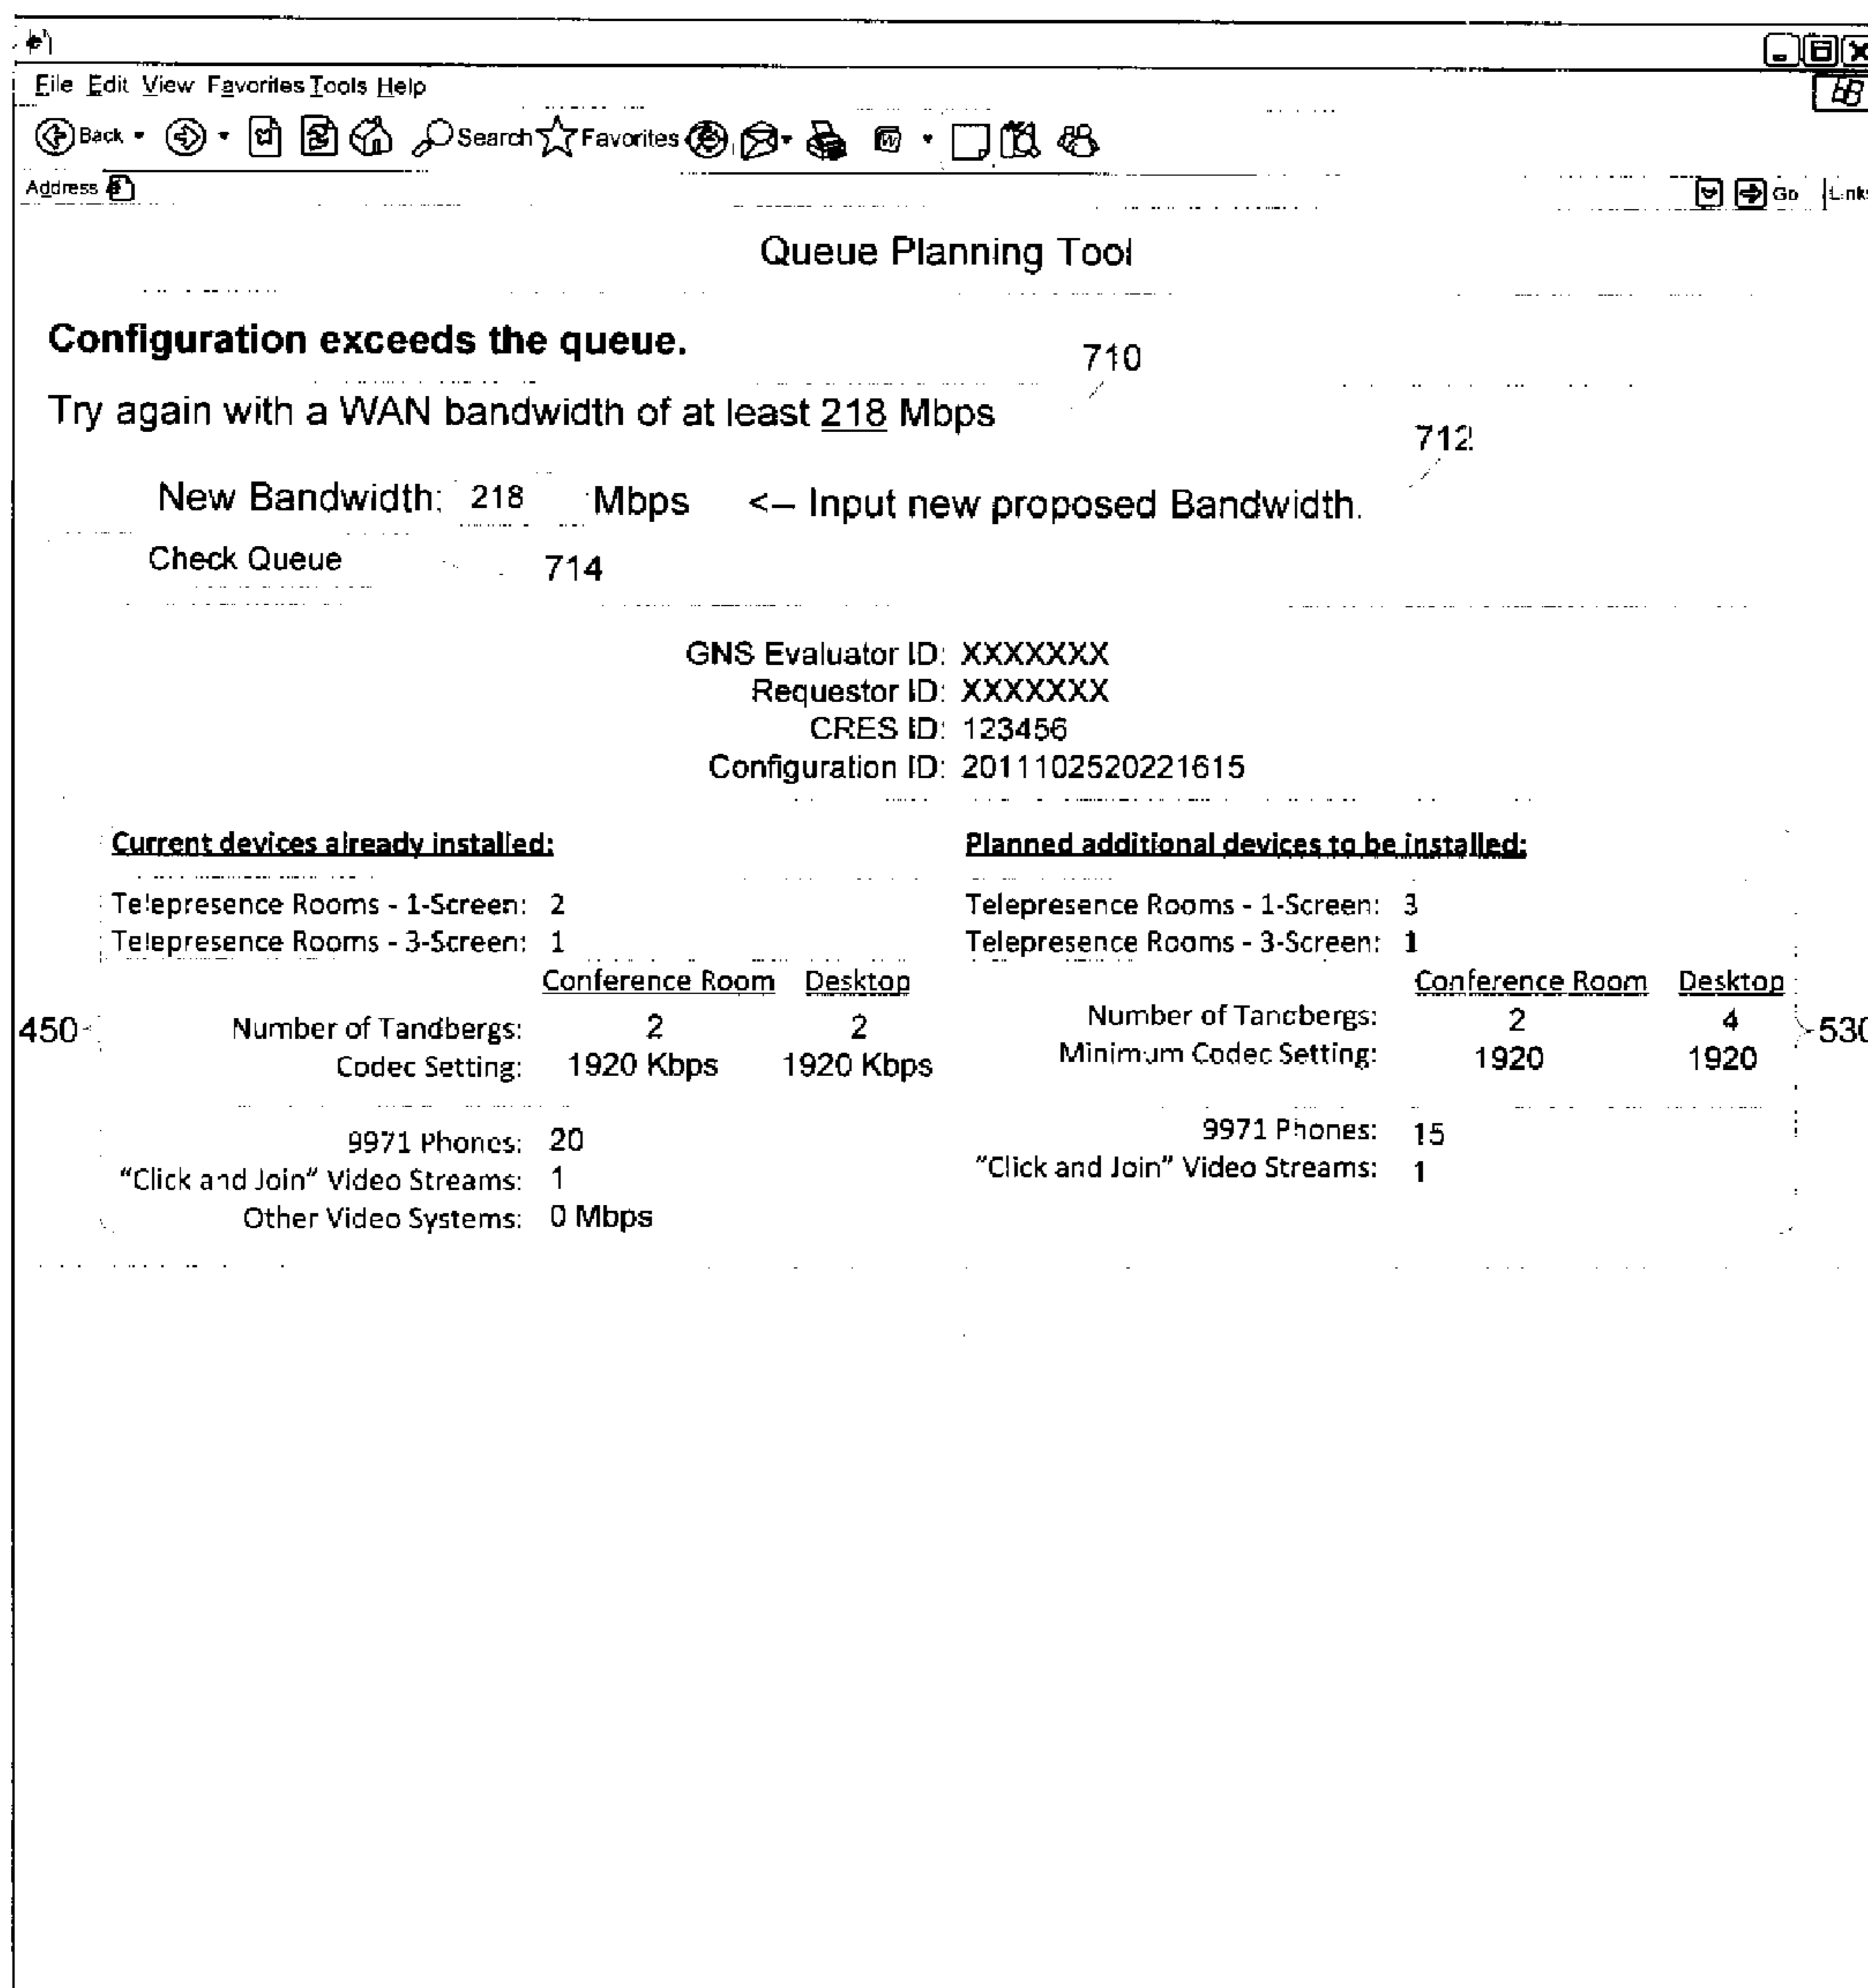 File Edit View Favorites Tools Help
Back Search Favorites
Address Go Links
Queue Planning Tool
Configuration exceeds the queue.
710
Try again with a WAN bandwidth of at least 218 Mbps
712
New Bandwidth: 218 Mbps <-- Input new proposed Bandwidth.
Check Queue 714
GNS Evaluator ID: XXXXXXX
Requestor ID: XXXXXXX
CRES ID: 123456
Configuration ID: 2011102520221615
Current devices already installed:
Telepresence Rooms - 1-Screen: 2
Telepresence Rooms - 3-Screen: 1
Conference Room Desktop
450
Number of Tandbergs: 2 2
Codec Setting: 1920 Kbps 1920 Kbps
9971 Phones: 20
"Click and Join" Video Streams: 1
Other Video Systems: 0 Mbps
Planned additional devices to be installed:
Telepresence Rooms - 1-Screen: 3
Telepresence Rooms - 3-Screen: 1
Conference Room Desktop
Number of Tandbergs: 2 4
530
Minimum Codec Setting: 1920 1920
9971 Phones: 15
"Click and Join" Video Streams: 1